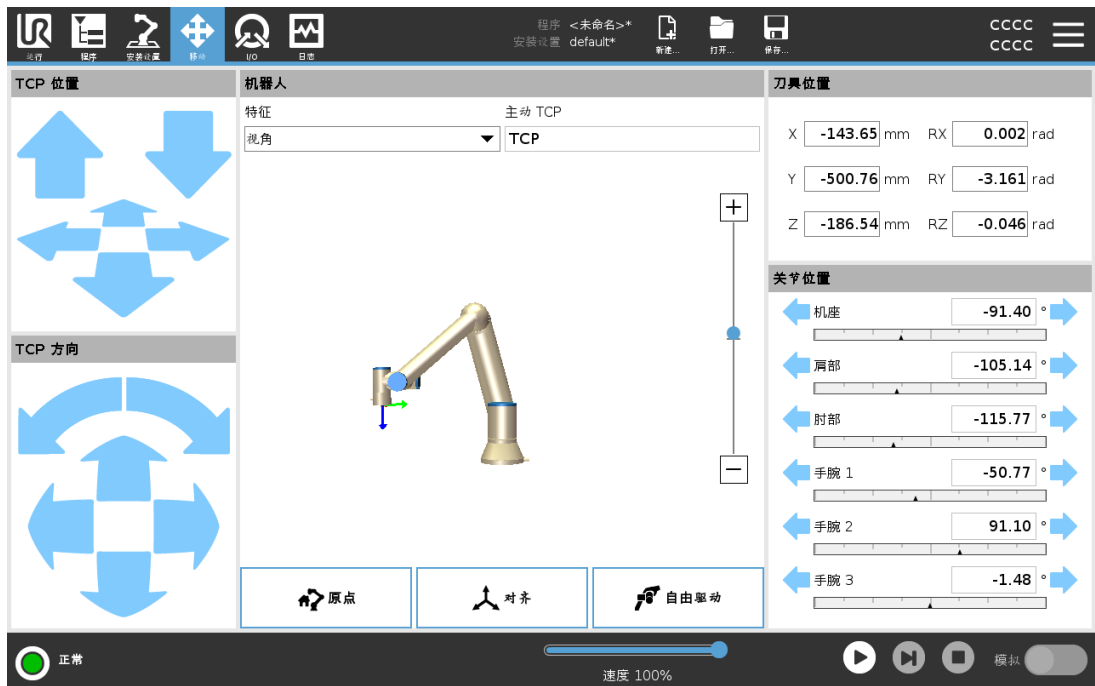 UR
运行 程序 安装设置 移动 I/O 日志
程序 <未命名>*
安装设置 default*
新建... 打开... 保存...
CCCC
CCCC
TCP 位置
TCP 方向
机器人
特征 主动 TCP
视角 TCP
+
−
原点 对齐 自由驱动
刀具位置
X -143.65 mm RX 0.002 rad
Y -500.76 mm RY -3.161 rad
Z -186.54 mm RZ -0.046 rad
关节位置
机座 -91.40 °
肩部 -105.14 °
肘部 -115.77 °
手腕 1 -50.77 °
手腕 2 91.10 °
手腕 3 -1.48 °
正常
速度 100%
模拟